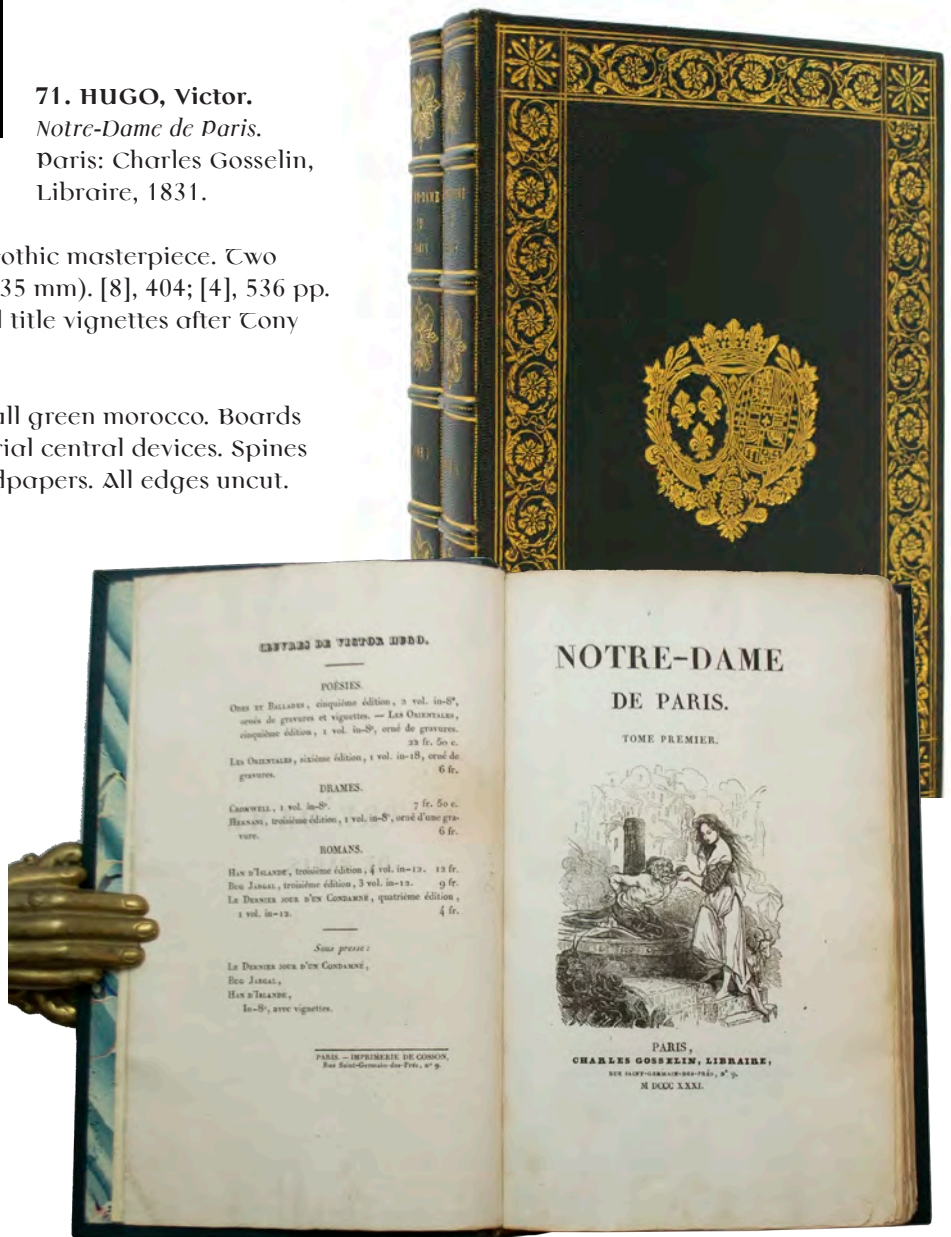 71. HUGO, Victor.
Notre-Dame de Paris.
Paris: Charles Gosselin,
Libraire, 1831.
othic masterpiece. Two
35 mm). [8], 404; [4], 536 pp.
l title vignettes after Tony
ull green morocco. Boards
rial central devices. Spines
dpapers. All edges uncut.
ŒUVRES DE VICTOR HUGO.
POÉSIES.
ODES ET BALLADES, cinquième édition, 2 vol. in-8°,
ornés de gravures et vignettes. — LES ORIENTALES,
cinquième édition, 1 vol. in-8°, orné de gravures.
22 fr. 50 c.
LES ORIENTALES, sixième édition, 1 vol. in-18, orné de
gravures. 6 fr.
DRAMES.
CROMWELL, 1 vol. in-8°. 7 fr. 50 c.
HERNANI, troisième édition, 1 vol. in-8°, orné d'une gra-
vure. 6 fr.
ROMANS.
HAN D'ISLANDE, troisième édition, 4 vol. in-12. 12 fr.
BUG JARGAL, troisième édition, 3 vol. in-12. 9 fr.
LE DERNIER JOUR D'UN CONDAMNÉ, quatrième édition,
1 vol. in-12. 4 fr.
Sous presse:
LE DERNIER JOUR D'UN CONDAMNÉ,
BUG JARGAL,
HAN D'ISLANDE,
In-8°, avec vignettes.
PARIS. — IMPRIMERIE DE COSSON,
Rue Saint-Germain-des-Prés, n° 9.
NOTRE-DAME
DE PARIS.
TOME PREMIER.
PARIS,
CHARLES GOSSELIN, LIBRAIRE,
RUE SAINT-GERMAIN-DES-PRÉS, N° 9.
M DCCC XXXI.